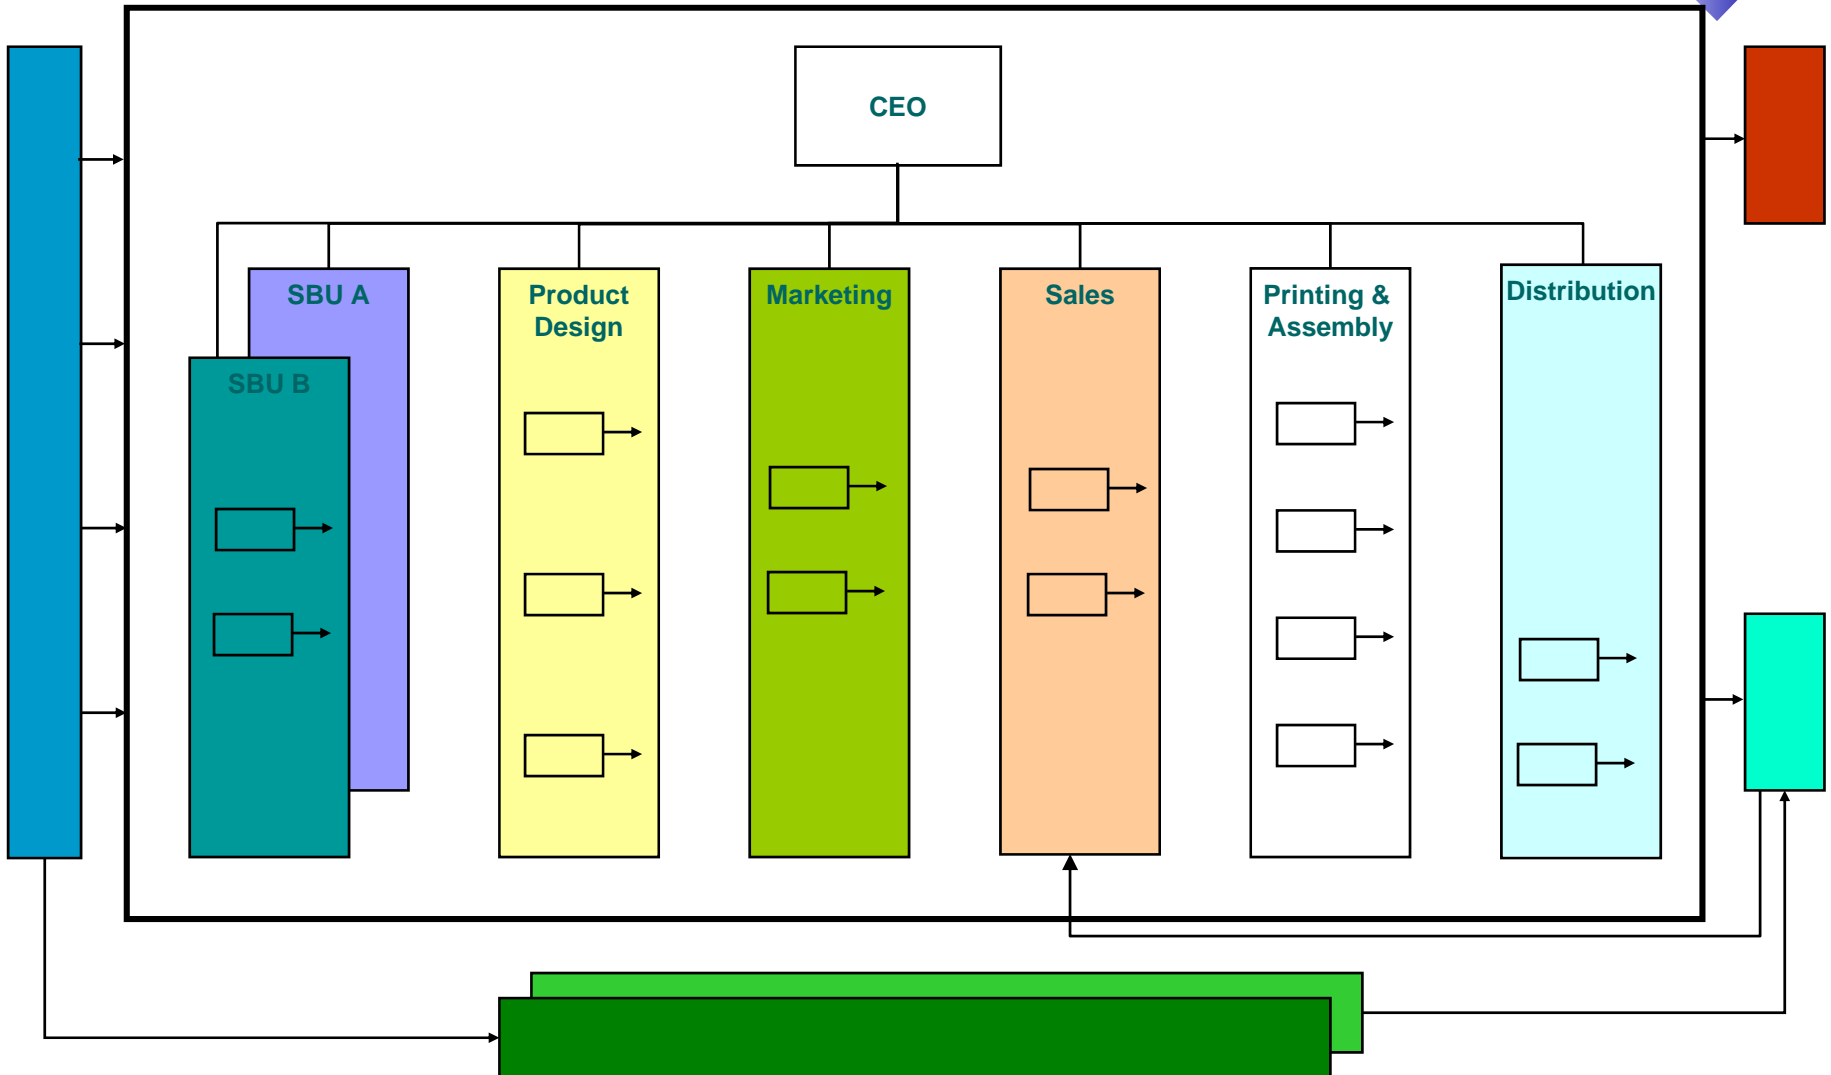 CEO
SBU A
SBU B
Product
Design
Marketing
Sales
Printing &
Assembly
Distribution